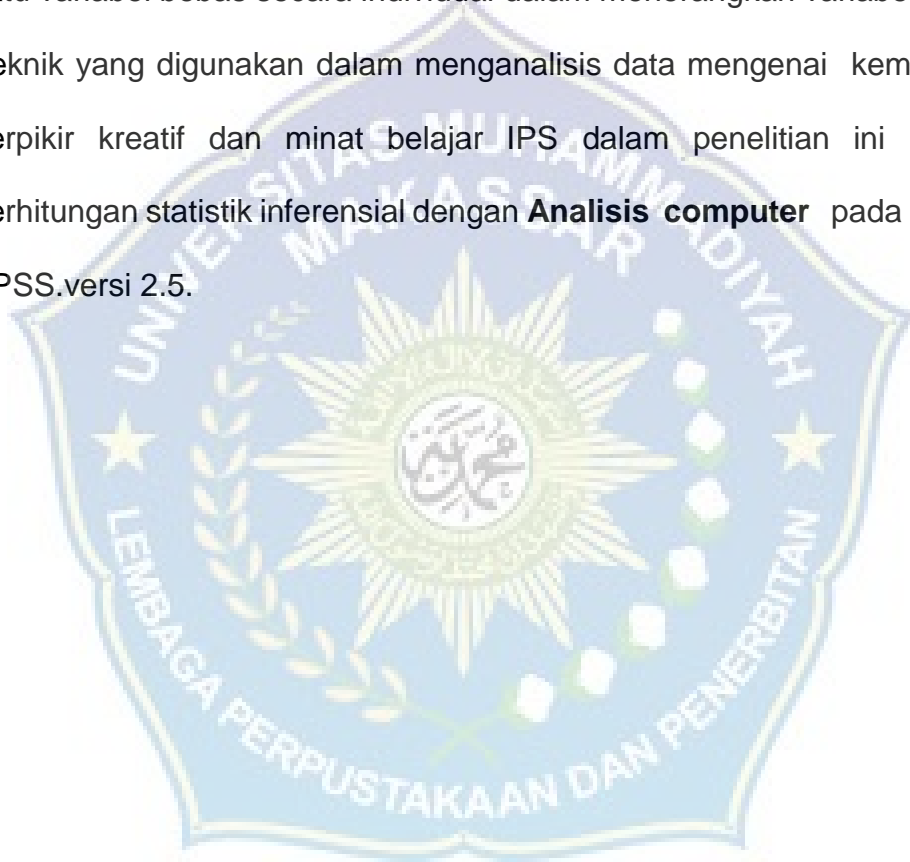 eknik yang digunakan dalam menganalisis data mengenai kem
erpikir kreatif dan minat belajar IPS dalam penelitian ini
erhitungan statistik inferensial dengan Analisis computer pada
PSS.versi 2.5.
UNIVERSITAS MUHAMMADIYAH
MAKASSAR
LEMBAGA PERPUSTAKAAN DAN PENERBITAN